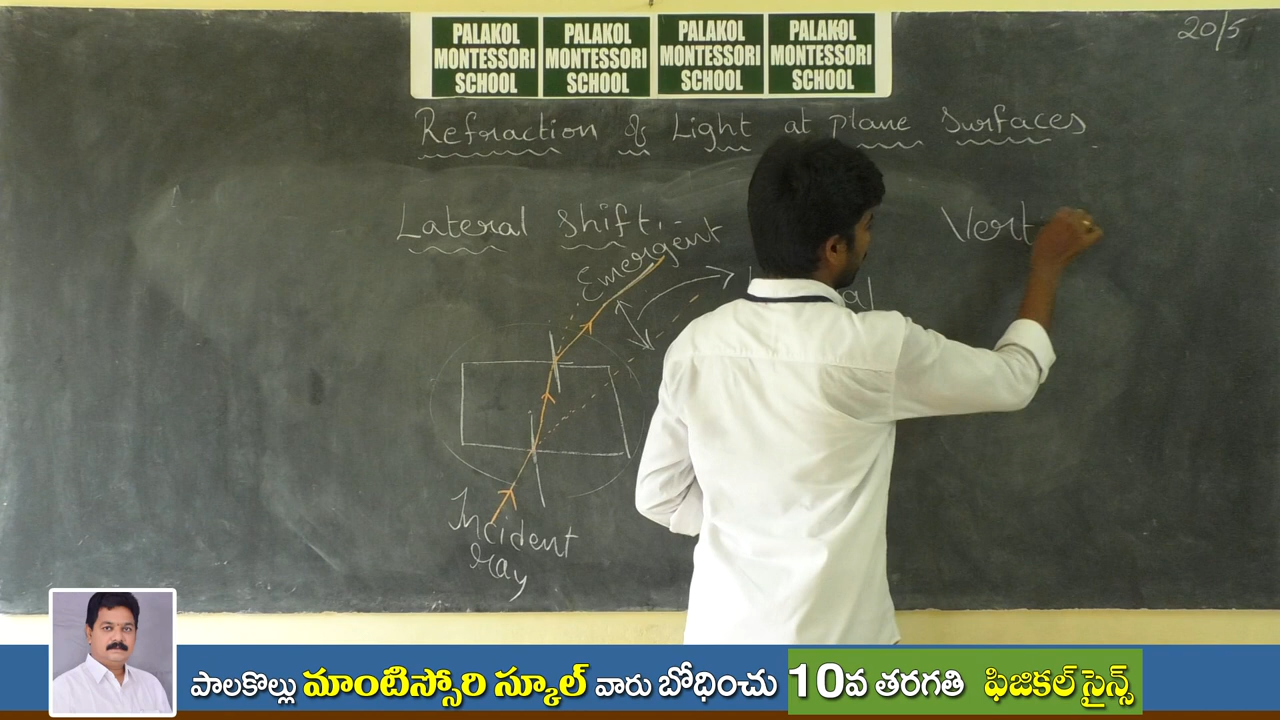 PALAKOL MONTESSORI SCHOOL
PALAKOL MONTESSORI SCHOOL
PALAKOL MONTESSORI SCHOOL
PALAKOL MONTESSORI SCHOOL
20/5
Refraction of Light at plane Surfaces
Lateral Shift:-
Vert
Emergent
Incident
ray
పాలకొల్లు మాంటిస్సోరి స్కూల్ వారు బోధించు 10వ తరగతి ఫిజికల్ సైన్స్